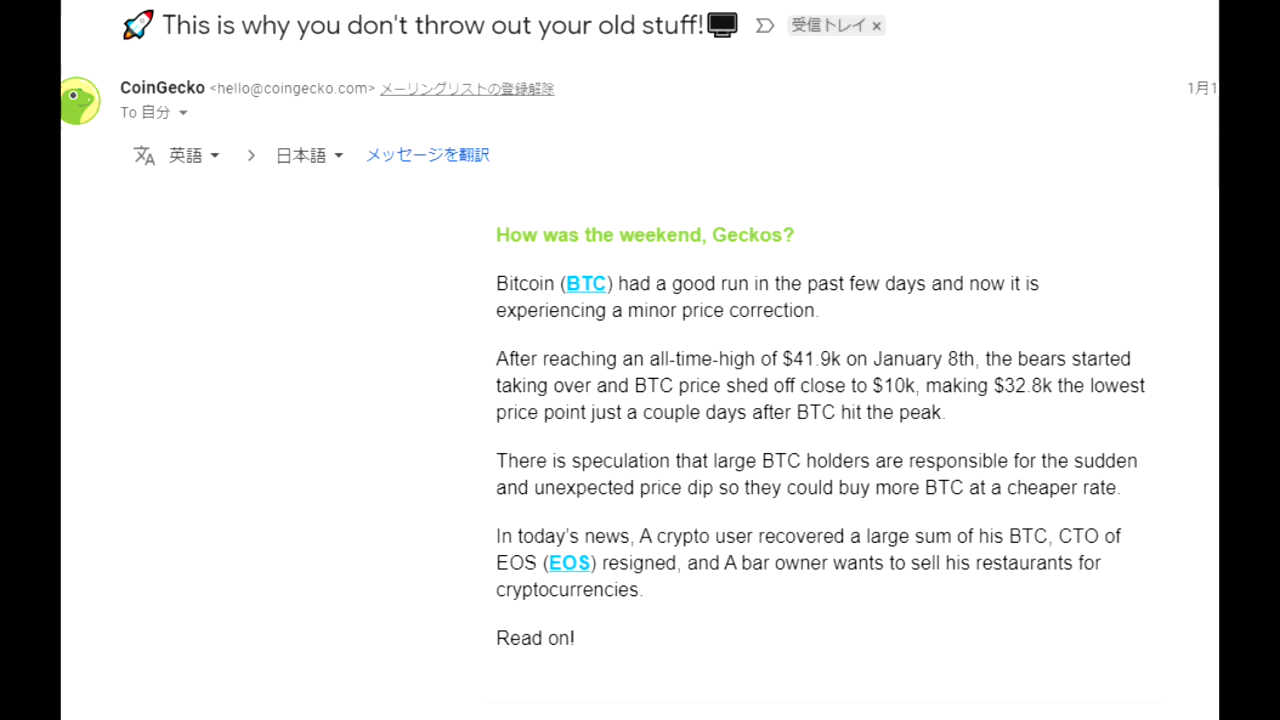 🚀 This is why you don't throw out your old stuff!🖥 受信トレイ ×
CoinGecko <hello@coingecko.com> メーリングリストの登録解除
1月1
To 自分
英語 > 日本語 メッセージを翻訳
How was the weekend, Geckos?
Bitcoin (BTC) had a good run in the past few days and now it is
experiencing a minor price correction.
After reaching an all-time-high of $41.9k on January 8th, the bears started
taking over and BTC price shed off close to $10k, making $32.8k the lowest
price point just a couple days after BTC hit the peak.
There is speculation that large BTC holders are responsible for the sudden
and unexpected price dip so they could buy more BTC at a cheaper rate.
In today’s news, A crypto user recovered a large sum of his BTC, CTO of
EOS (EOS) resigned, and A bar owner wants to sell his restaurants for
cryptocurrencies.
Read on!